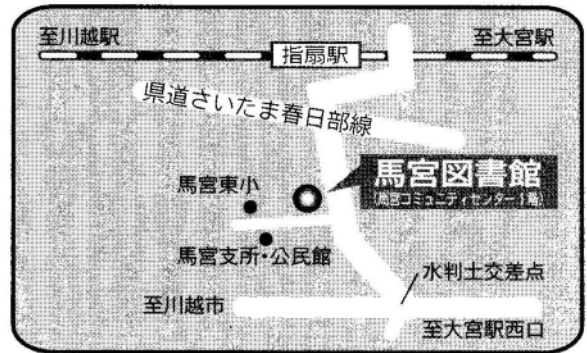 至川越駅
指扇駅
至大宮駅
県道さいたま春日部線
馬宮図書館
(馬宮コミュニティセンター1階)
馬宮東小
馬宮支所・公民館
水判土交差点
至川越市
至大宮駅西口